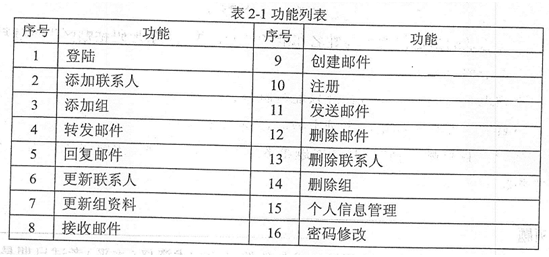 表 2-1 功能列表
序号 功能 序号 功能
1 登陆 9 创建邮件
2 添加联系人 10 注册
3 添加组 11 发送邮件
4 转发邮件 12 删除邮件
5 回复邮件 13 删除联系人
6 更新联系人 14 删除组
7 更新组资料 15 个人信息管理
8 接收邮件 16 密码修改